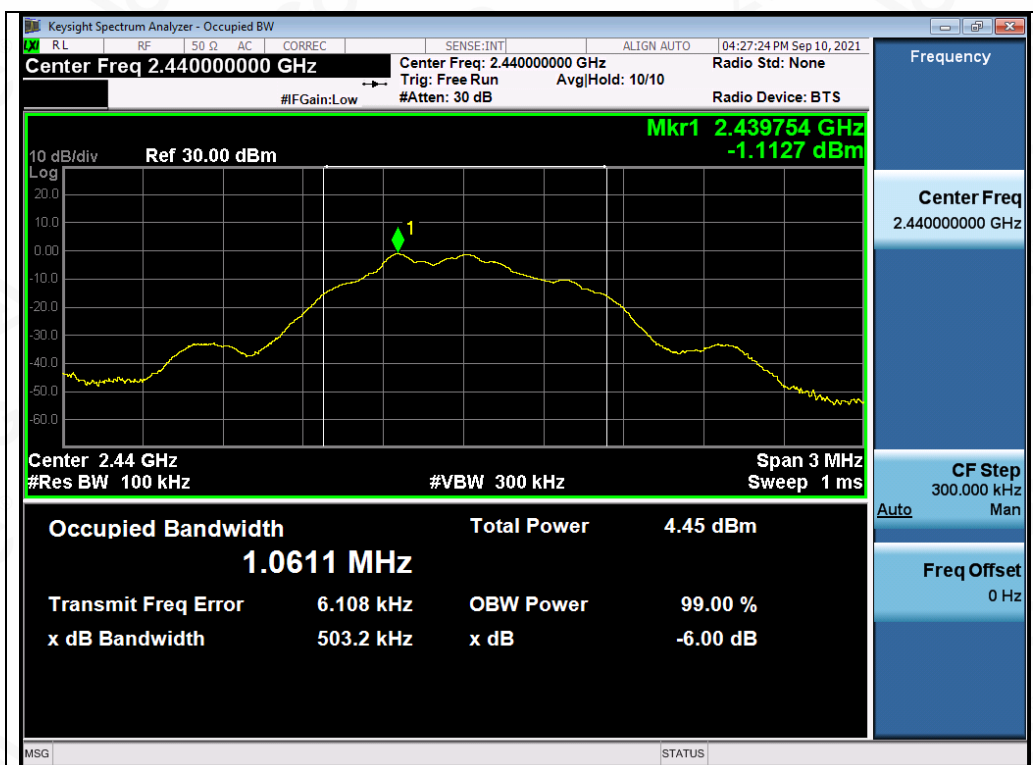 Keysight Spectrum Analyzer - Occupied BW
LXI RL RF 50 Ω AC CORREC SENSE:INT ALIGN AUTO 04:27:24 PM Sep 10, 2021
Center Freq 2.440000000 GHz
Center Freq: 2.440000000 GHz
Radio Std: None
Trig: Free Run Avg|Hold: 10/10
#IFGain:Low
#Atten: 30 dB
Radio Device: BTS
Mkr1 2.439754 GHz
-1.1127 dBm
10 dB/div Ref 30.00 dBm
Log
20.0
10.0
0.00
-10.0
-20.0
-30.0
-40.0
-50.0
-60.0
1
Center 2.44 GHz
Span 3 MHz
#Res BW 100 kHz
#VBW 300 kHz
Sweep 1 ms
Occupied Bandwidth
1.0611 MHz
Total Power 4.45 dBm
Transmit Freq Error 6.108 kHz
OBW Power 99.00 %
x dB Bandwidth 503.2 kHz
x dB -6.00 dB
Frequency
Center Freq
2.440000000 GHz
CF Step
300.000 kHz
Auto Man
Freq Offset
0 Hz
MSG
STATUS